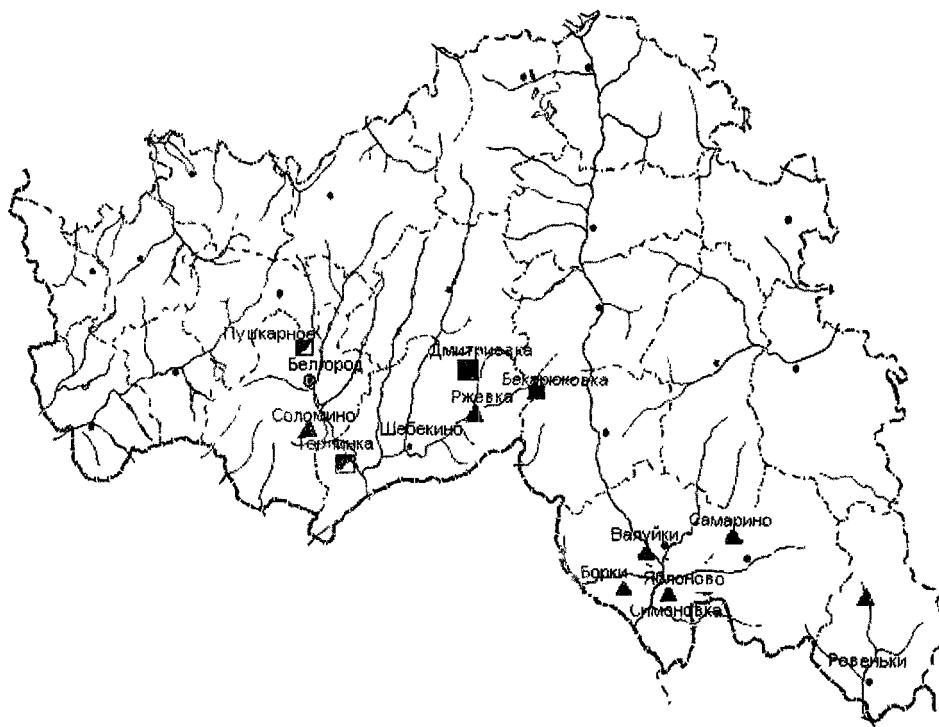 Пушкарное
Белгород
Дмитриевка
Бекарюковка
Ржевка
Соломино
Шебекино
Самарино
Валуйки
Борки
Яблоново
Симоновка
Ровеньки